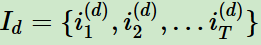 I_d = \{i_1^{(d)}, i_2^{(d)}, \ldots i_T^{(d)}\}